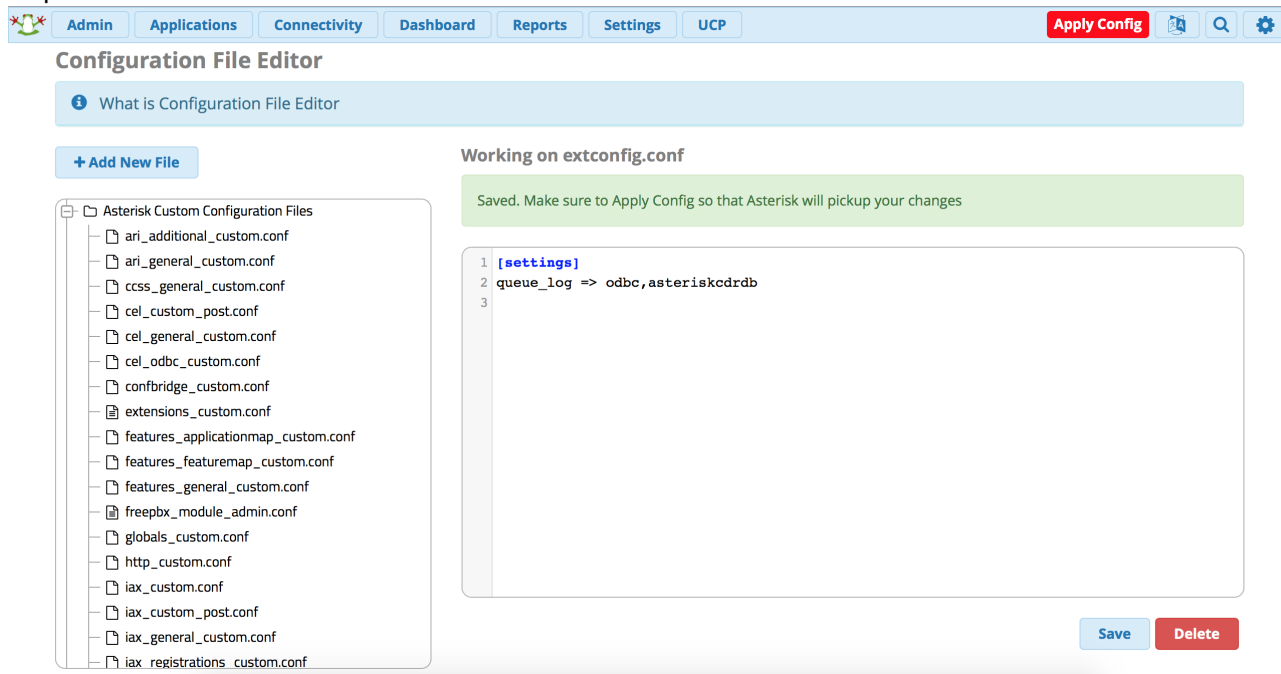 Admin Applications Connectivity Dashboard Reports Settings UCP Apply Config
Configuration File Editor
What is Configuration File Editor
+ Add New File
Asterisk Custom Configuration Files
ari_additional_custom.conf
ari_general_custom.conf
ccss_general_custom.conf
cel_custom_post.conf
cel_general_custom.conf
cel_odbc_custom.conf
confbridge_custom.conf
extensions_custom.conf
features_applicationmap_custom.conf
features_featuremap_custom.conf
features_general_custom.conf
freepbx_module_admin.conf
globals_custom.conf
http_custom.conf
iax_custom.conf
iax_custom_post.conf
iax_general_custom.conf
iax_registrations_custom.conf
Working on extconfig.conf
Saved. Make sure to Apply Config so that Asterisk will pickup your changes
1 [settings]
2 queue_log => odbc,asteriskcdrdb
3
Save Delete